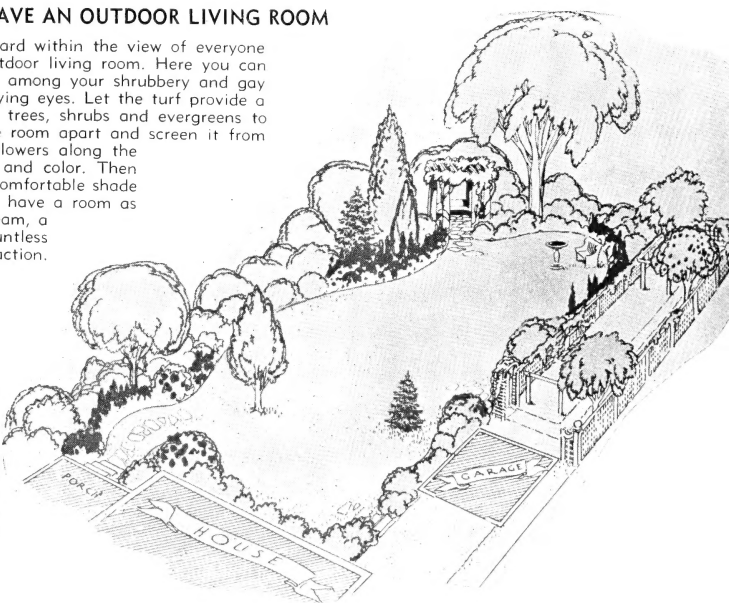 AVE AN OUTDOOR LIVING ROOM
ard within the view of everyone
tdoor living room. Here you can
among your shrubbery and gay
ying eyes. Let the turf provide a
trees, shrubs and evergreens to
room apart and screen it from
lowers along the
and color. Then
omfortable shade
have a room as
am, a
untless
action.
PORCH
HOUSE
GARAGE